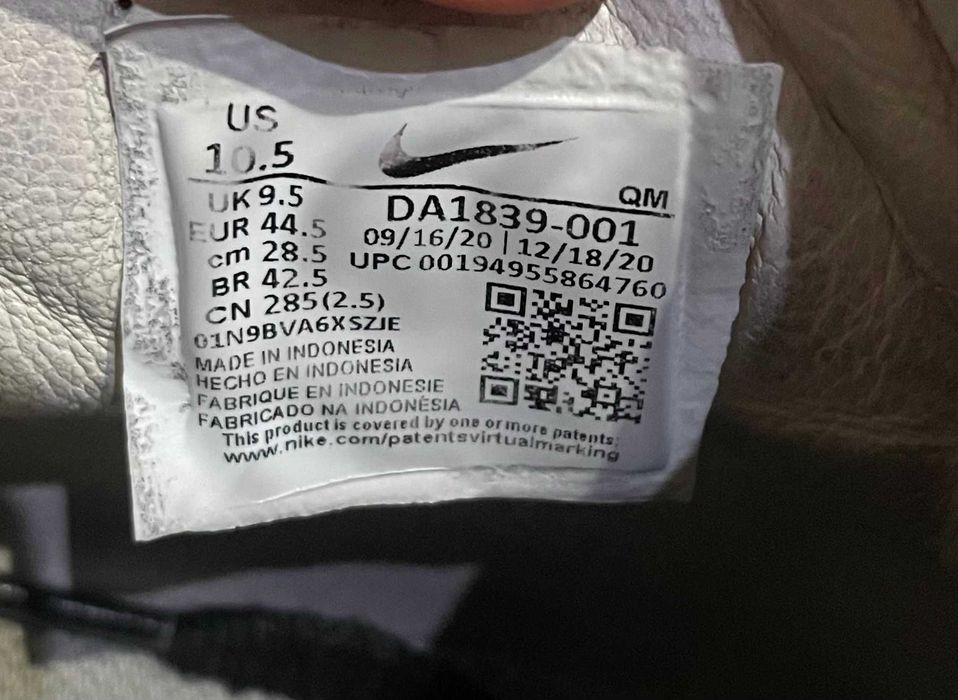 US
10.5
UK 9.5
EUR 44.5
cm 28.5
BR 42.5
CN 285(2.5)
01N9BVA6XSZIE
QM
DA1839-001
09/16/20 | 12/18/20
UPC 00194955864760
MADE IN INDONESIA
HECHO EN INDONESIA
FABRIQUE EN INDONESIE
FABRICADO NA INDONÉSIA
This product is covered by one or more patents;
www.nike.com/patentsvirtualmarking